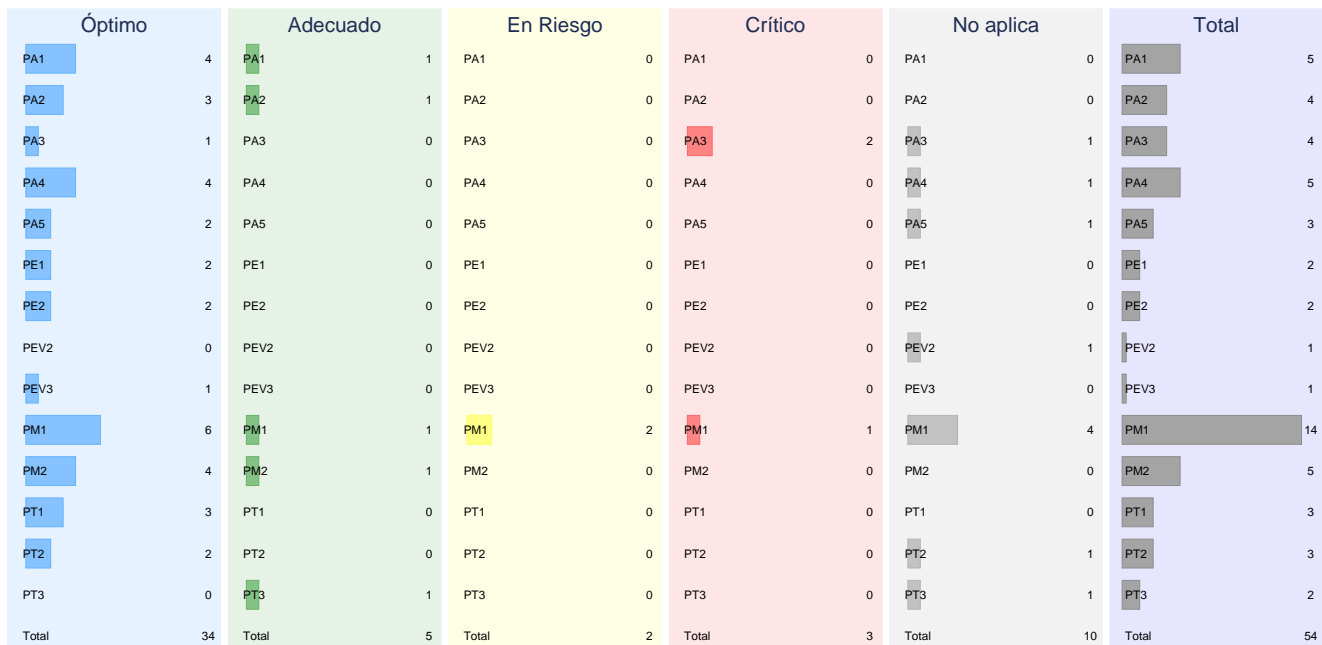 Óptimo Adecuado En Riesgo Crítico No aplica Total
PA1 4 PA1 1 PA1 0 PA1 0 PA1 0 PA1 5
PA2 3 PA2 1 PA2 0 PA2 0 PA2 0 PA2 4
PA3 1 PA3 0 PA3 0 PA3 2 PA3 1 PA3 4
PA4 4 PA4 0 PA4 0 PA4 0 PA4 1 PA4 5
PA5 2 PA5 0 PA5 0 PA5 0 PA5 1 PA5 3
PE1 2 PE1 0 PE1 0 PE1 0 PE1 0 PE1 2
PE2 2 PE2 0 PE2 0 PE2 0 PE2 0 PE2 2
PEV2 0 PEV2 0 PEV2 0 PEV2 0 PEV2 1 PEV2 1
PEV3 1 PEV3 0 PEV3 0 PEV3 0 PEV3 0 PEV3 1
PM1 6 PM1 1 PM1 2 PM1 1 PM1 4 PM1 14
PM2 4 PM2 1 PM2 0 PM2 0 PM2 0 PM2 5
PT1 3 PT1 0 PT1 0 PT1 0 PT1 0 PT1 3
PT2 2 PT2 0 PT2 0 PT2 0 PT2 1 PT2 3
PT3 0 PT3 1 PT3 0 PT3 0 PT3 1 PT3 2
Total 34 Total 5 Total 2 Total 3 Total 10 Total 54